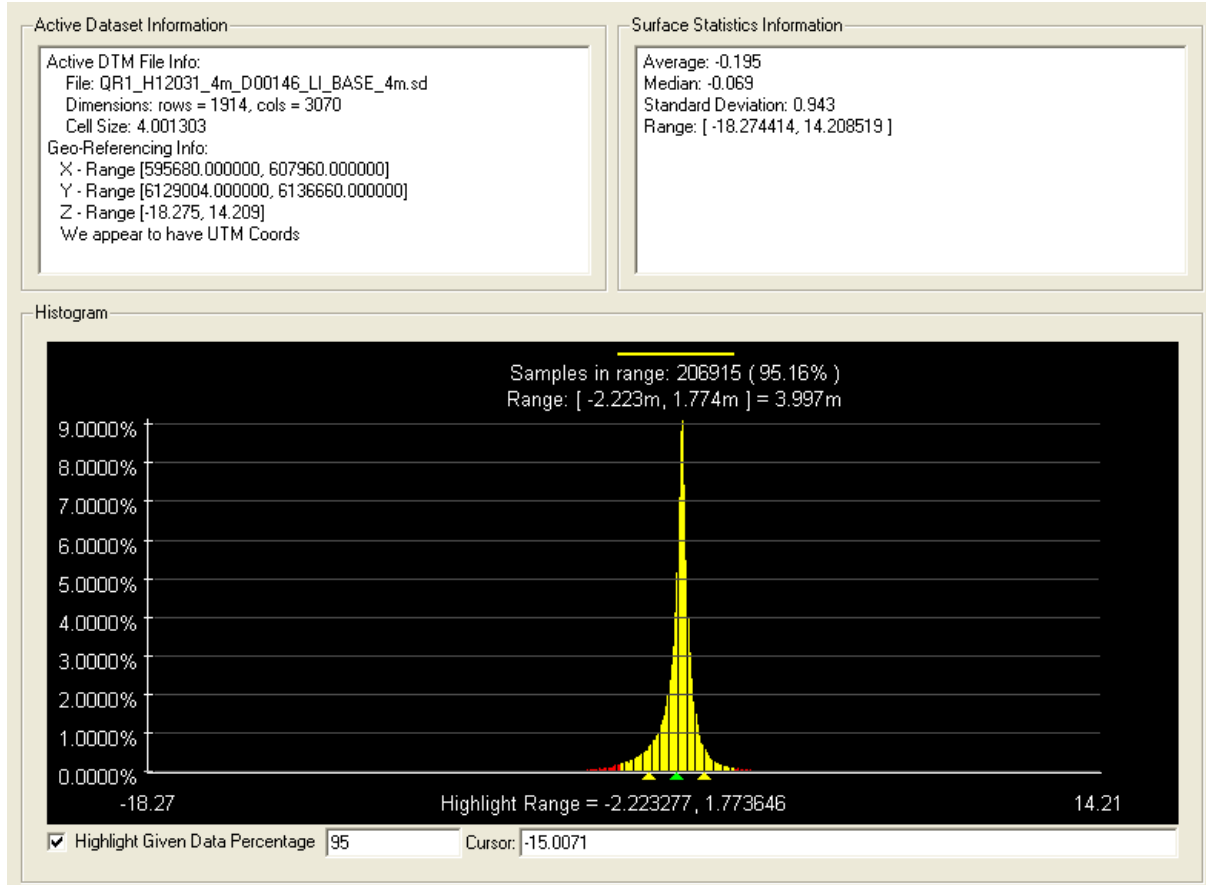 Active Dataset Information
Active DTM File Info:
File: QR1_H12031_4m_D00146_LI_BASE_4m.sd
Dimensions: rows = 1914, cols = 3070
Cell Size: 4.001303
Geo-Referencing Info:
X - Range [595680.000000, 607960.000000]
Y - Range [6129004.000000, 6136660.000000]
Z - Range [-18.275, 14.209]
We appear to have UTM Coords
Surface Statistics Information
Average: -0.195
Median: -0.069
Standard Deviation: 0.943
Range: [ -18.274414, 14.208519 ]
Histogram
Samples in range: 206915 ( 95.16% )
Range: [ -2.223m, 1.774m ] = 3.997m
9.0000%
8.0000%
7.0000%
6.0000%
5.0000%
4.0000%
3.0000%
2.0000%
1.0000%
0.0000%
-18.27 Highlight Range = -2.223277, 1.773646 14.21
Highlight Given Data Percentage 95 Cursor: -15.0071